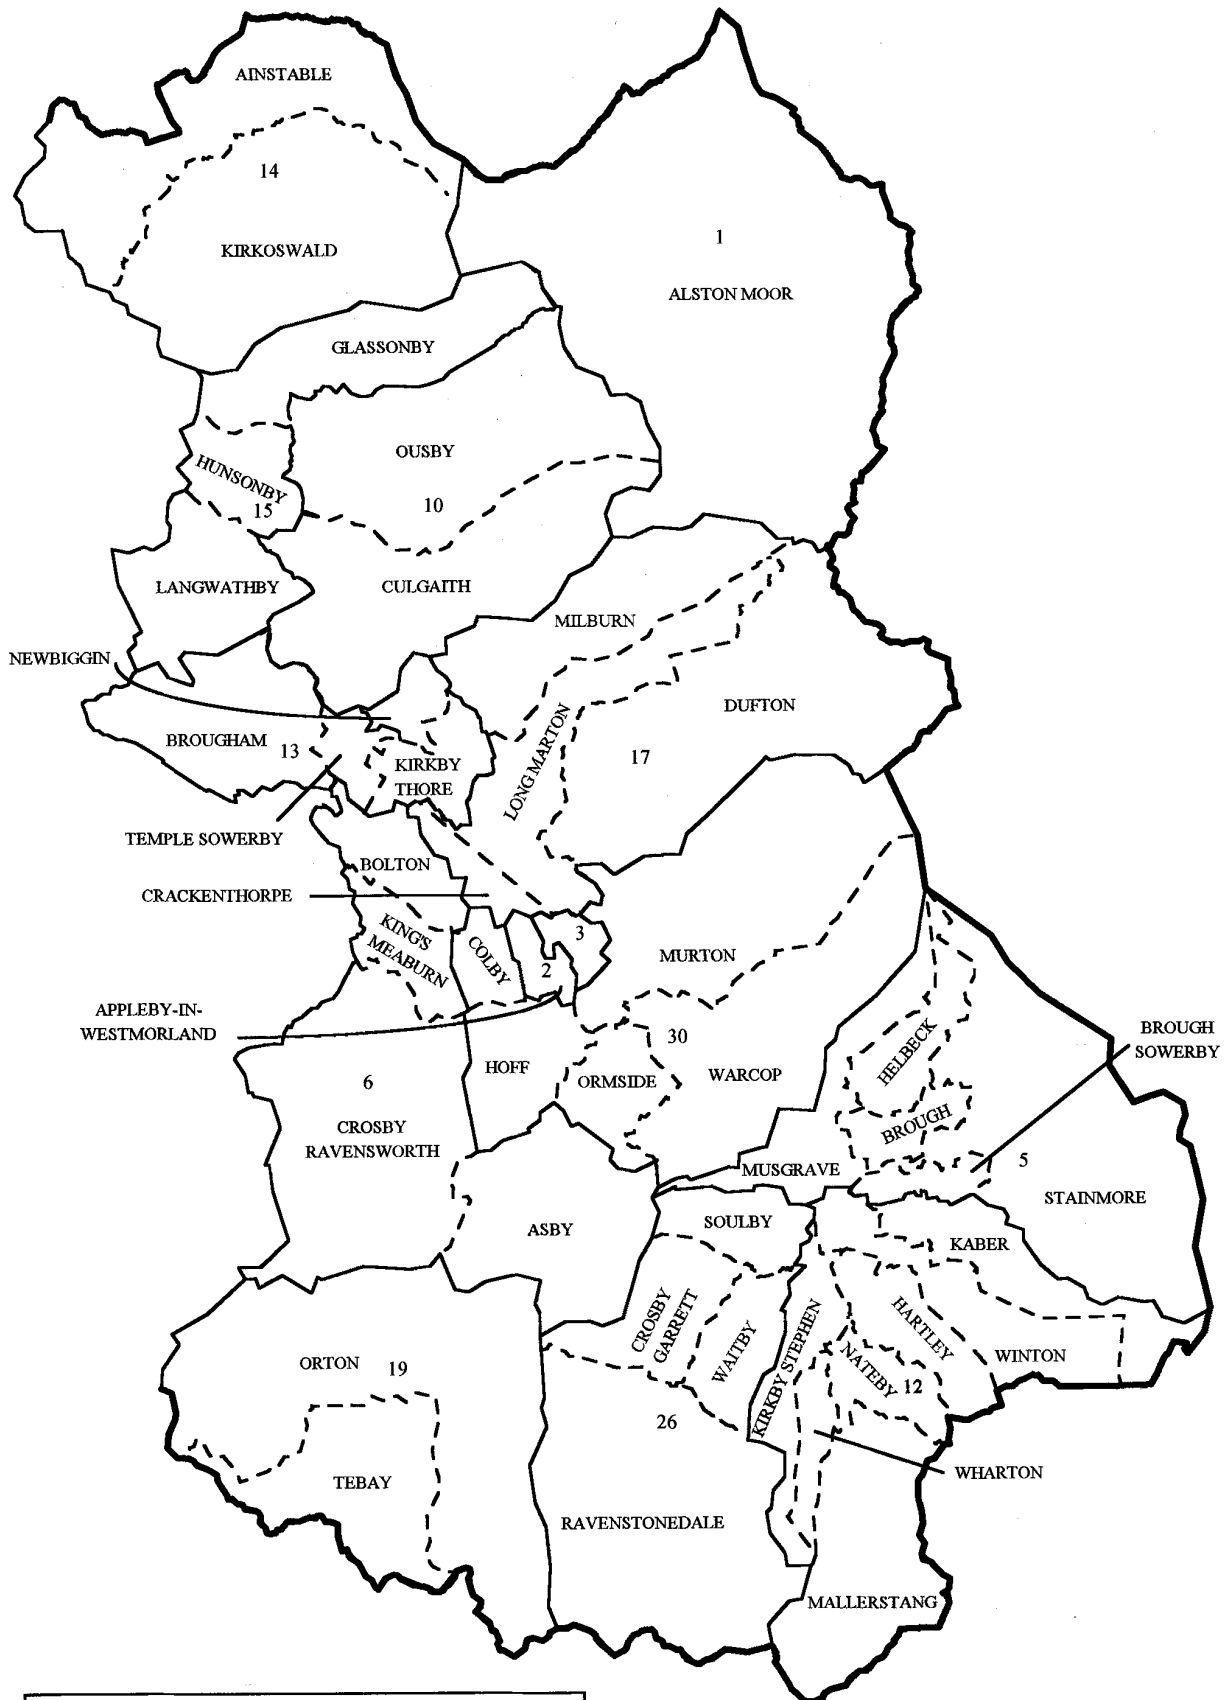 AINSTABLE
14
KIRKOSWALD
1
ALSTON MOOR
GLASSONBY
OUSBY
HUNSONBY
15
10
LANGWATHBY
CULGAITH
MILBURN
NEWBIGGIN
DUFTON
BROUGHAM
13
LONG MARTON
17
KIRKBY
THORE
TEMPLE SOWERBY
BOLTON
CRACKENTHORPE
KING'S
MEABURN
COLBY
3
2
MURTON
APPLEBY-IN-
WESTMORLAND
30
BROUGH
SOWERBY
HELBECK
HOFF
ORMSIDE
WARCOP
6
CROSBY
RAVENSWORTH
BROUGH
MUSGRAVE
5
STAINMORE
ASBY
SOULBY
KABER
CROSBY
GARRETT
WAITBY
KIRKBY STEPHEN
HARTLEY
NATEBY
12
WINTON
ORTON
19
26
WHARTON
TEBAY
RAVENSTONEDALE
MALLERSTANG